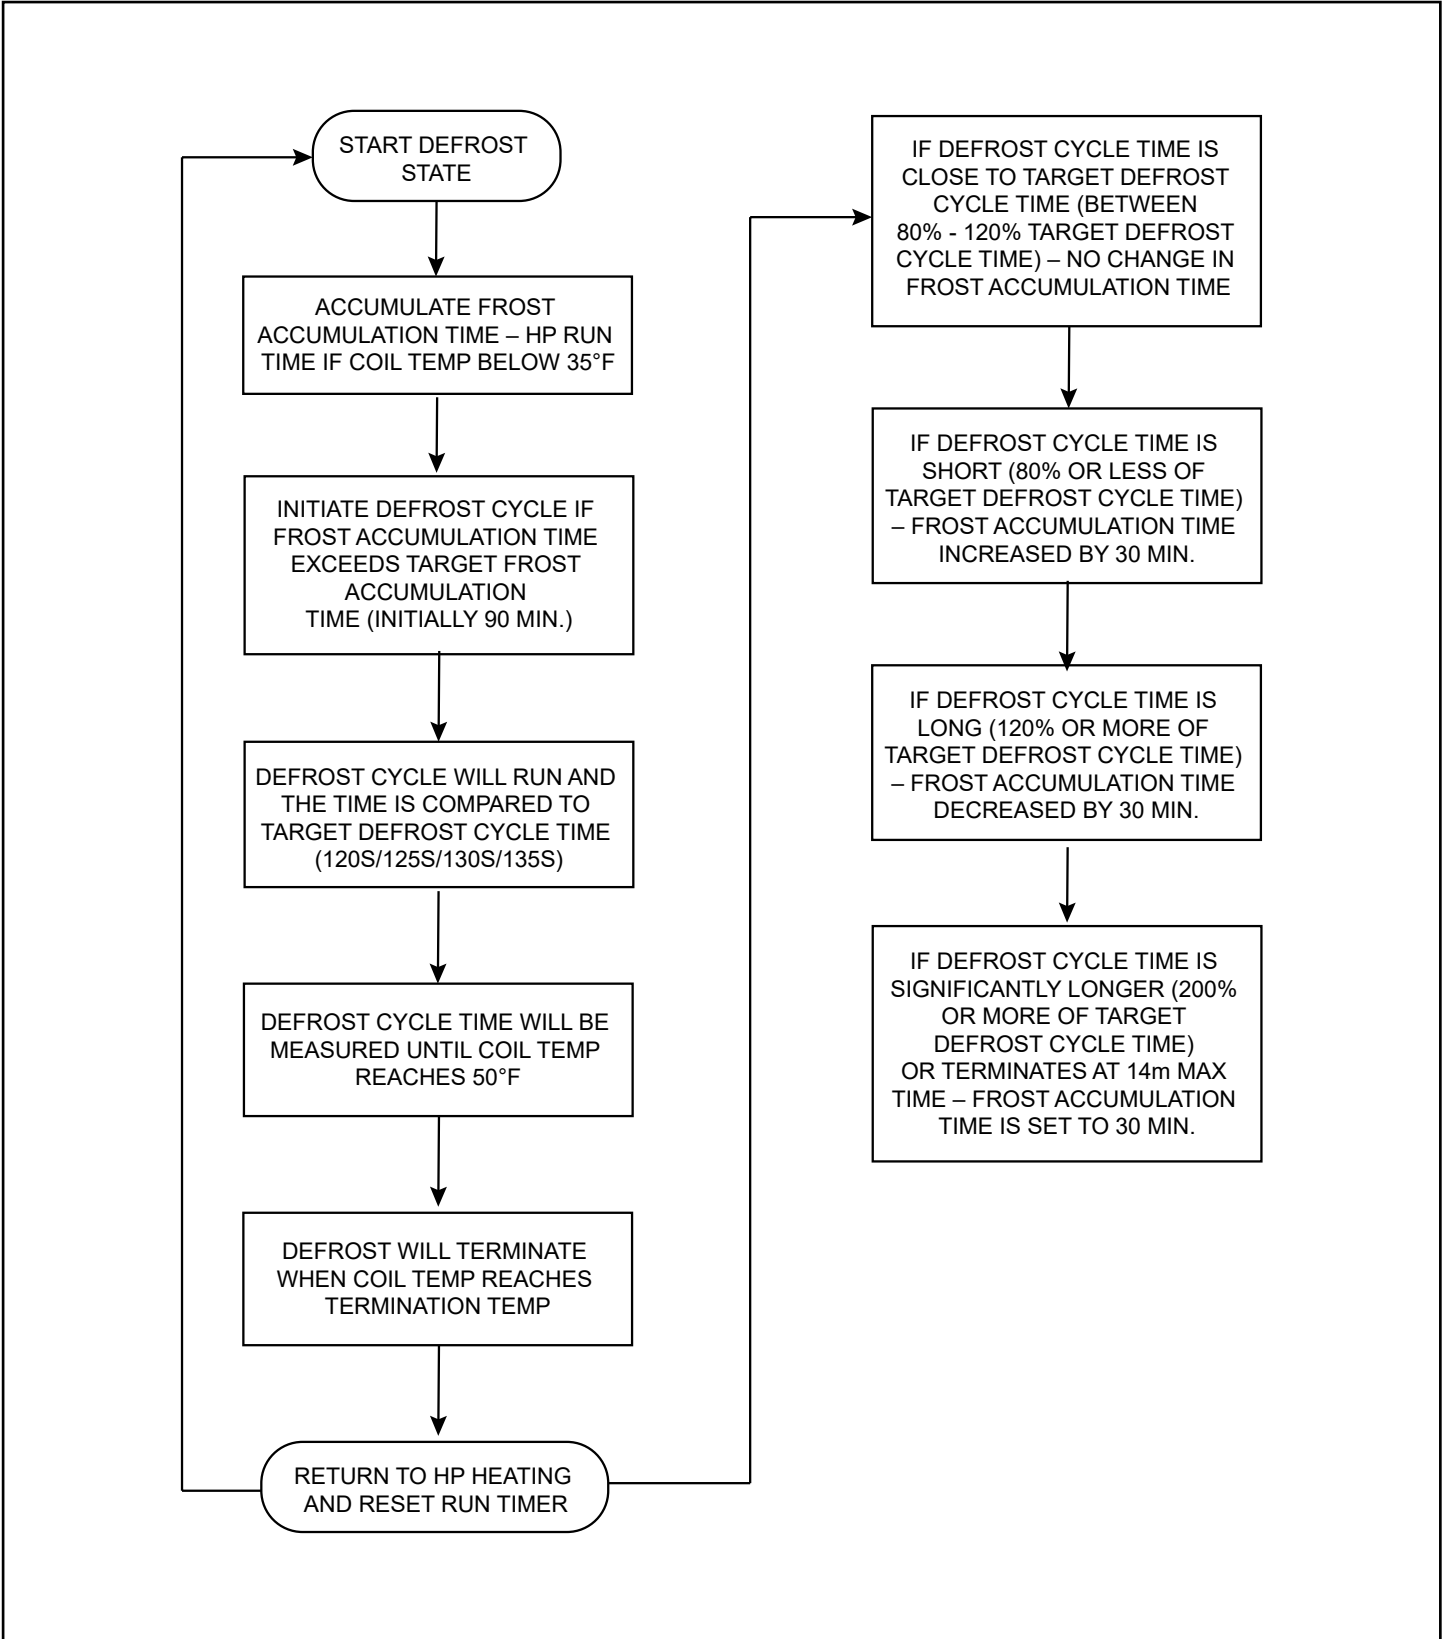 START DEFROST
STATE
ACCUMULATE FROST
ACCUMULATION TIME – HP RUN
TIME IF COIL TEMP BELOW 35°F
INITIATE DEFROST CYCLE IF
FROST ACCUMULATION TIME
EXCEEDS TARGET FROST
ACCUMULATION
TIME (INITIALLY 90 MIN.)
DEFROST CYCLE WILL RUN AND
THE TIME IS COMPARED TO
TARGET DEFROST CYCLE TIME
(120S/125S/130S/135S)
DEFROST CYCLE TIME WILL BE
MEASURED UNTIL COIL TEMP
REACHES 50°F
DEFROST WILL TERMINATE
WHEN COIL TEMP REACHES
TERMINATION TEMP
RETURN TO HP HEATING
AND RESET RUN TIMER
IF DEFROST CYCLE TIME IS
CLOSE TO TARGET DEFROST
CYCLE TIME (BETWEEN
80% - 120% TARGET DEFROST
CYCLE TIME) – NO CHANGE IN
FROST ACCUMULATION TIME
IF DEFROST CYCLE TIME IS
SHORT (80% OR LESS OF
TARGET DEFROST CYCLE TIME)
– FROST ACCUMULATION TIME
INCREASED BY 30 MIN.
IF DEFROST CYCLE TIME IS
LONG (120% OR MORE OF
TARGET DEFROST CYCLE TIME)
– FROST ACCUMULATION TIME
DECREASED BY 30 MIN.
IF DEFROST CYCLE TIME IS
SIGNIFICANTLY LONGER (200%
OR MORE OF TARGET
DEFROST CYCLE TIME)
OR TERMINATES AT 14m MAX
TIME – FROST ACCUMULATION
TIME IS SET TO 30 MIN.